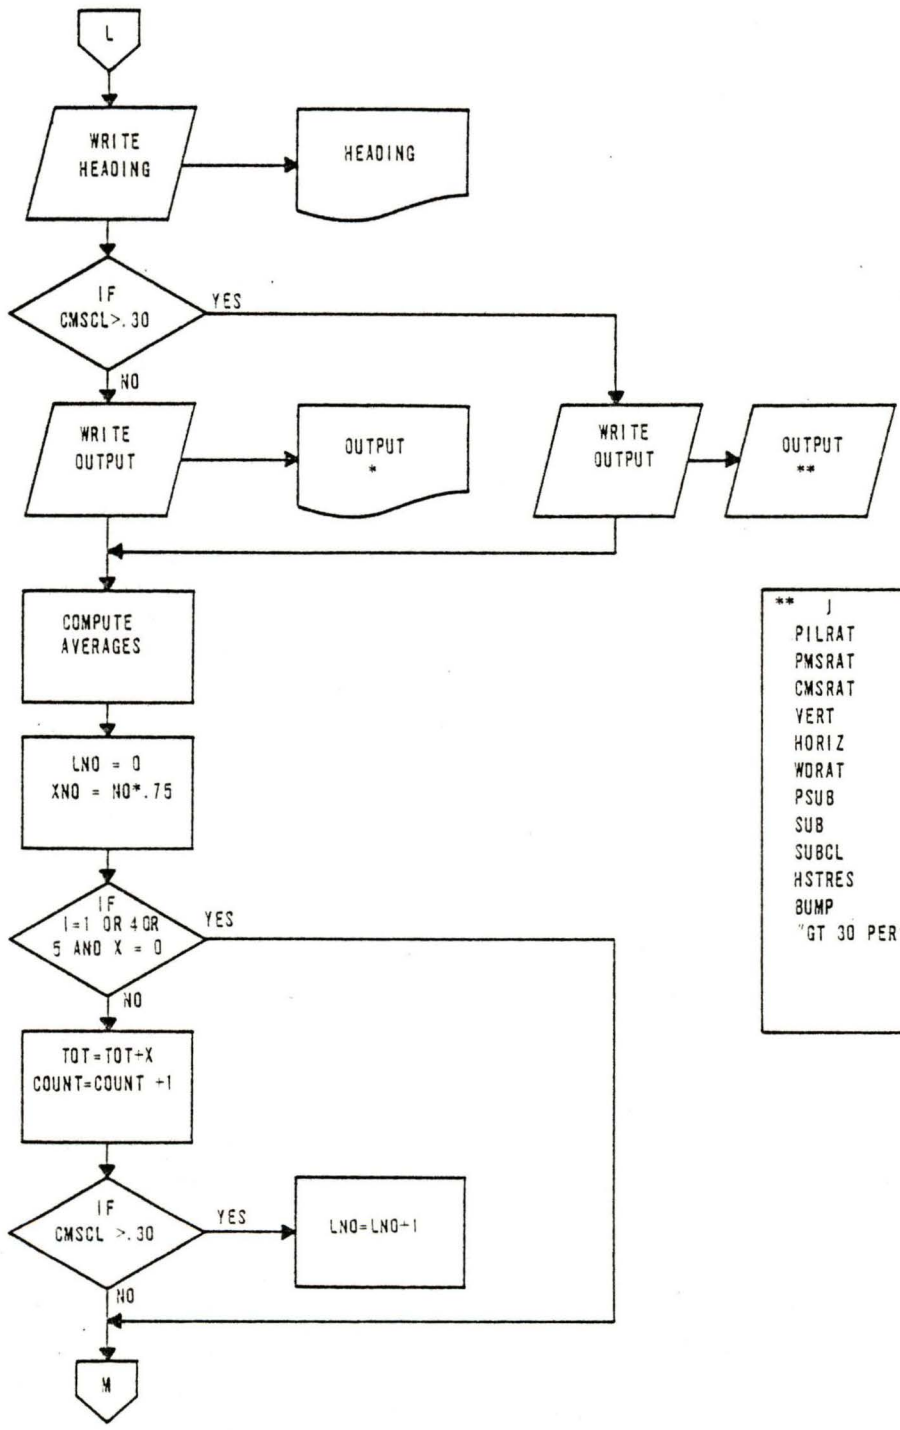 L
WRITE
HEADING
HEADING
IF
CMSCL>.30
YES
NO
WRITE
OUTPUT
OUTPUT
*
WRITE
OUTPUT
OUTPUT
**
COMPUTE
AVERAGES
** J
PILRAT
PMSRAT
CMSRAT
VERT
HORIZ
WDRAT
PSUB
SUB
SUBCL
HSTRES
BUMP
"GT 30 PER
LNO = 0
XNO = NO*.75
IF
I=1 OR 4 OR
5 AND X = 0
YES
NO
TOT=TOT+X
COUNT=COUNT +1
IF
CMSCL >.30
YES
LNO=LNO+1
NO
M